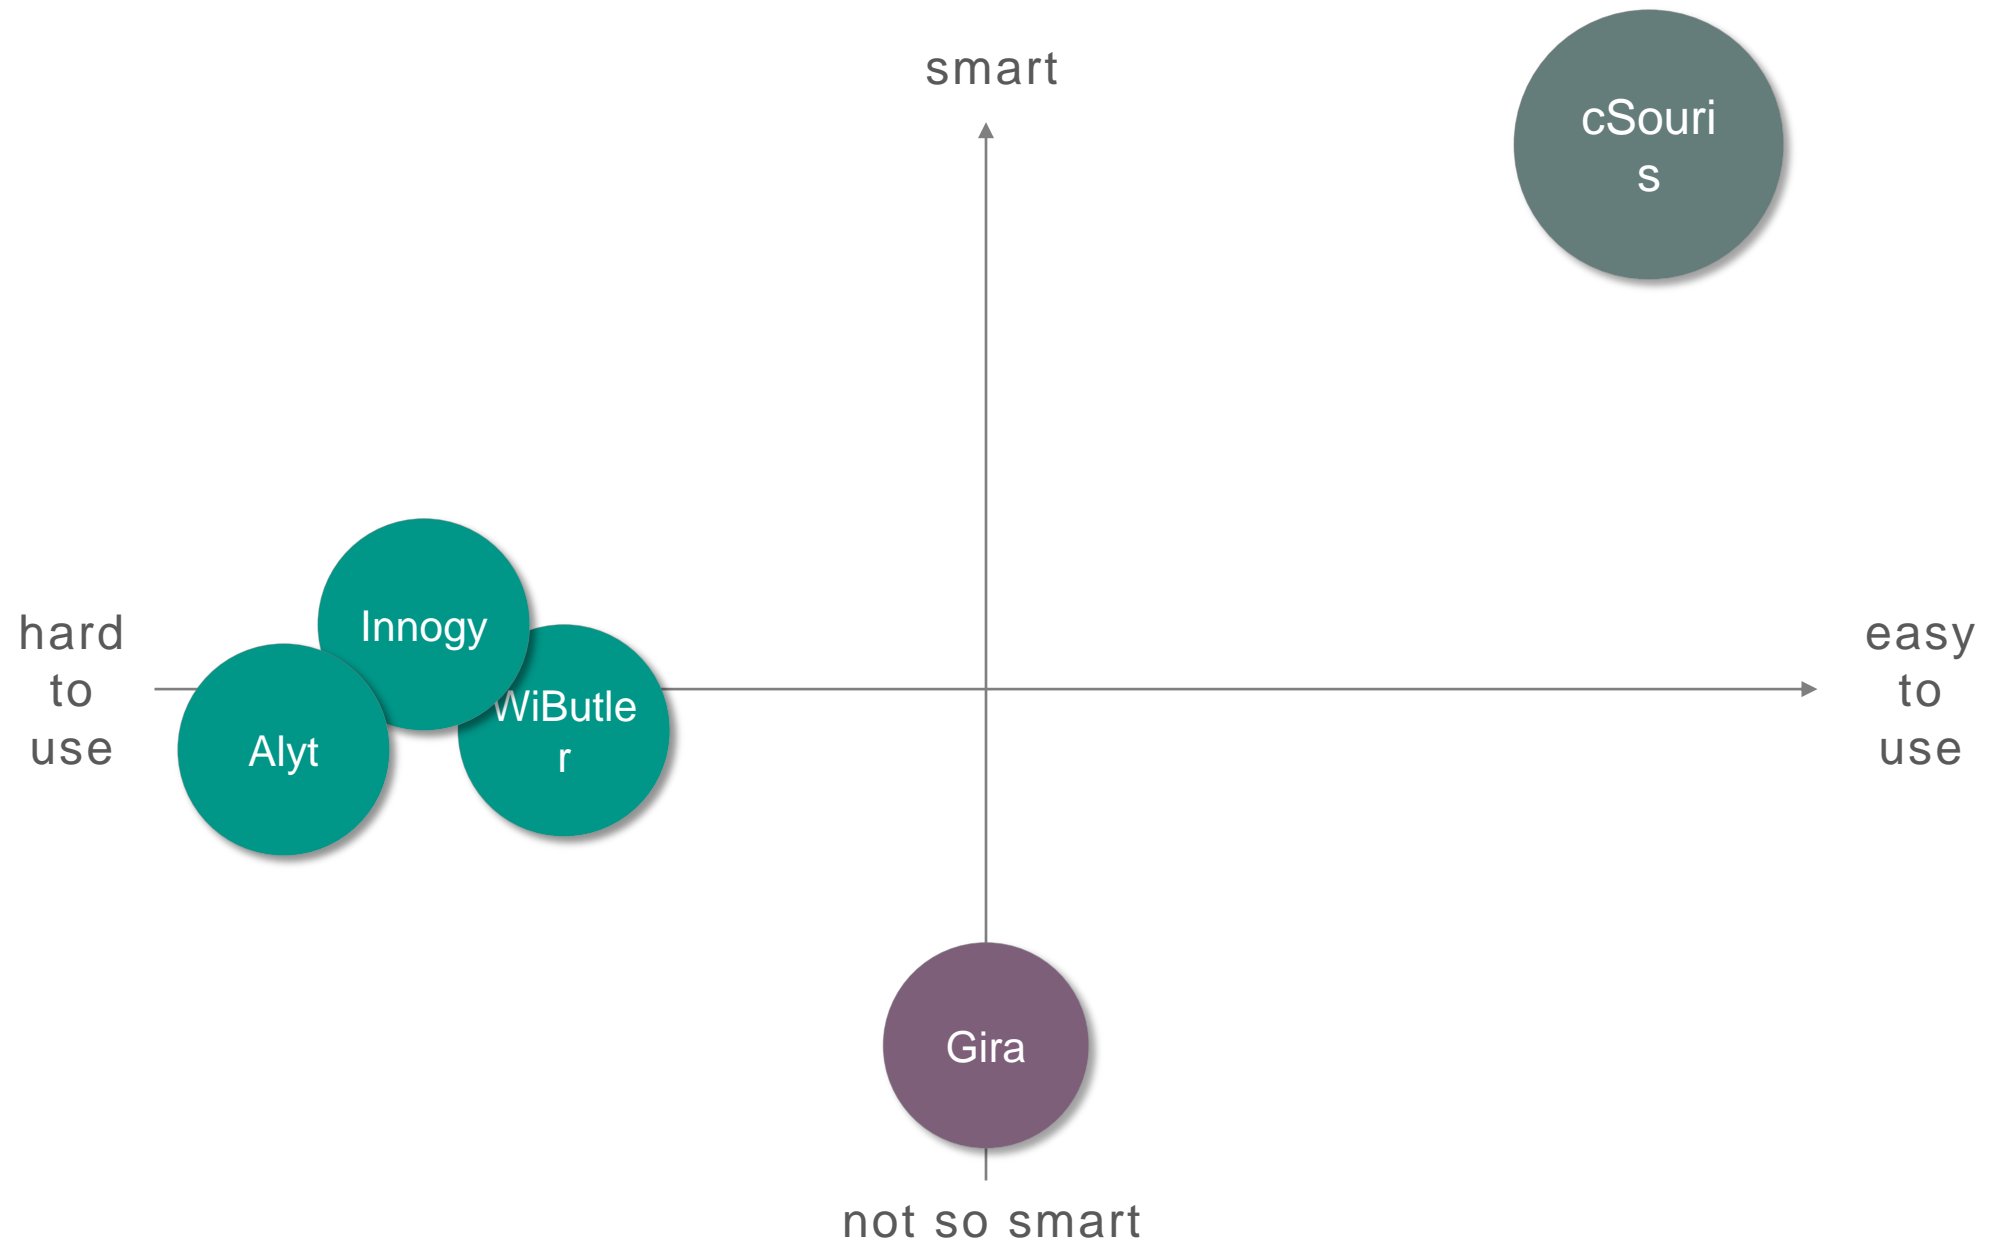 smart
cSouri
s
Innogy
hard
to
use
WiButle
r
Alyt
easy
to
use
Gira
not so smart